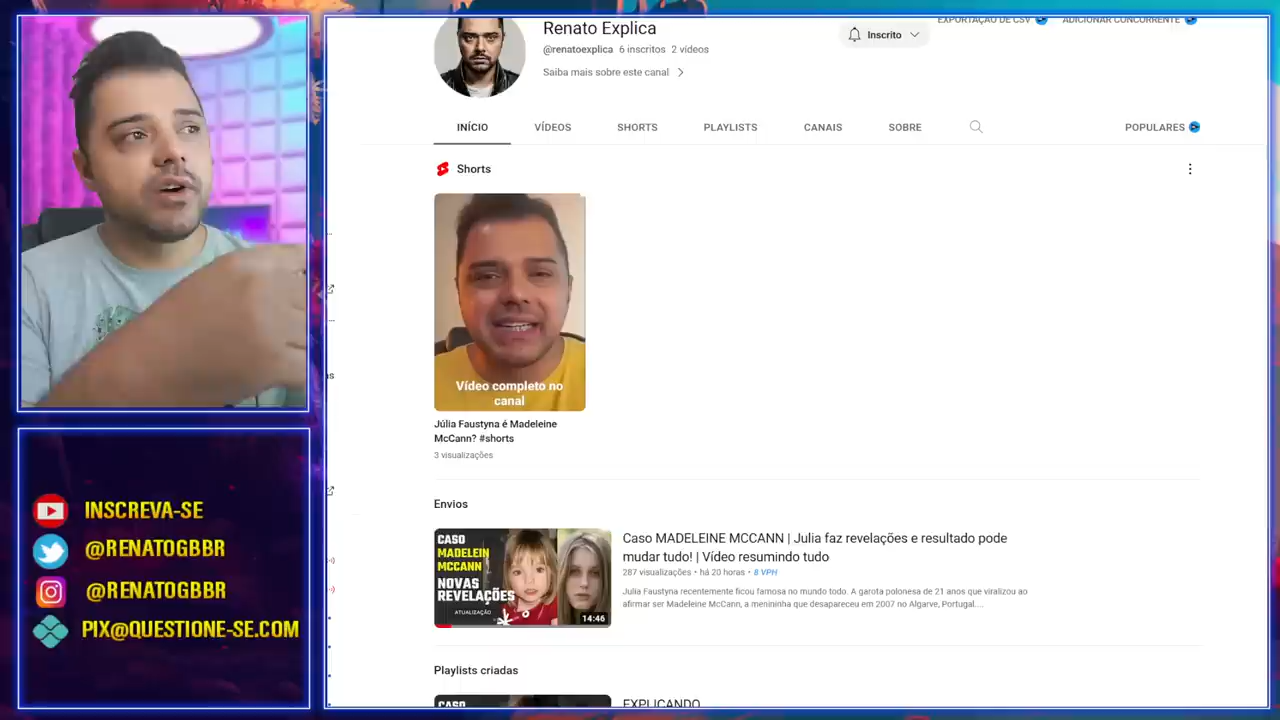 Renato Explica
EXPORTAÇÃO DE CSV
ADICIONAR CONCORRENTE
@renatoexplica 6 inscritos 2 vídeos
Inscrito
Saiba mais sobre este canal
INÍCIO VÍDEOS SHORTS PLAYLISTS CANAIS SOBRE POPULARES
Shorts
Vídeo completo no
canal
Júlia Faustyna é Madeleine
McCann? #shorts
3 visualizações
Envios
CASO
MADELEIN
MCCANN
NOVAS
REVELAÇÕES
ATUALIZAÇÃO
14:46
Caso MADELEINE MCCANN | Julia faz revelações e resultado pode
mudar tudo! | Vídeo resumindo tudo
287 visualizações • há 20 horas • 8 VPH
Julia Faustyna recentemente ficou famosa no mundo todo. A garota polonesa de 21 anos que viralizou ao
afirmar ser Madeleine McCann, a menininha que desapareceu em 2007 no Algarve, Portugal....
Playlists criadas
CASO
EXPLICANDO
INSCREVA-SE
@RENATOGBBR
@RENATOGBBR
PIX@QUESTIONE-SE.COM